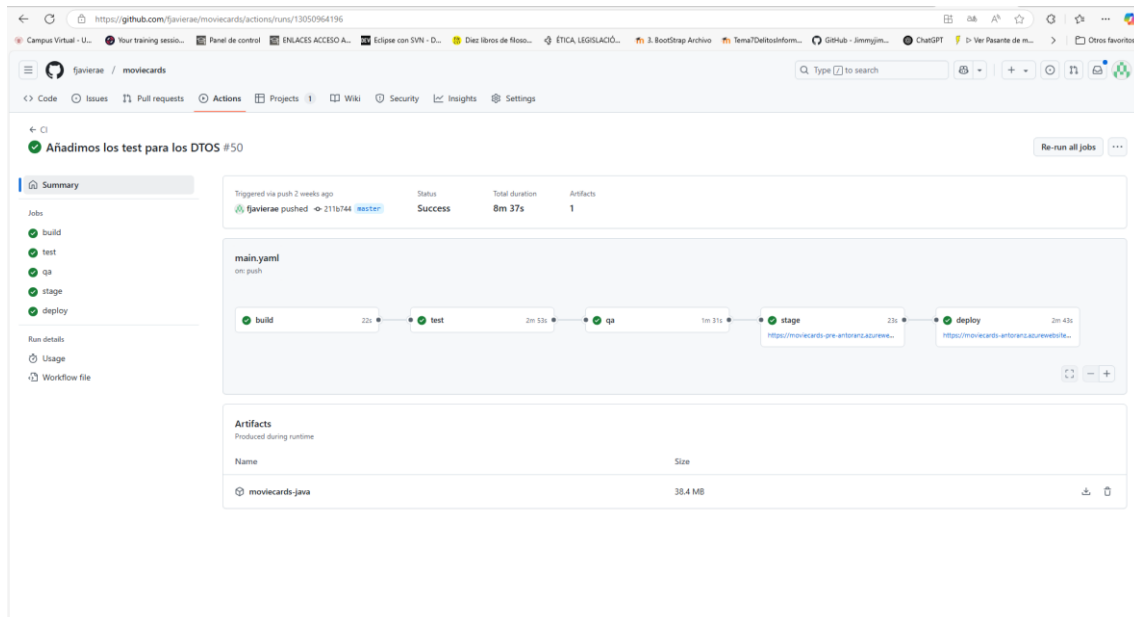 https://github.com/fjavierae/moviecards/actions/runs/13050964196
Campus Virtual - U... Your training sessio... Panel de control ENLACES ACCESO A... Eclipse con SVN - D... Diez libros de filoso... ÉTICA, LEGISLACIÓ... 3. BootStrap Archivo Tema7DelitosInform... GitHub - Jimmyjim... ChatGPT Ver Pasante de m... Otros favoritos
fjavierae / moviecards Type / to search
Code Issues Pull requests Actions Projects 1 Wiki Security Insights Settings
CI
Añadimos los test para los DTOS #50 Re-run all jobs
Summary
Jobs
build
test
qa
stage
deploy
Run details
Usage
Workflow file
Triggered via push 2 weeks ago Status Total duration Artifacts
fjavierae pushed 211b744 master Success 8m 37s 1
main.yaml
on: push
build 22s test 2m 53s qa 1m 31s stage 23s deploy 2m 43s
https://moviecards-pre-antoranz.azurewe... https://moviecards-antoranz.azurewebsite...
Artifacts
Produced during runtime
Name Size
moviecards-java 38.4 MB